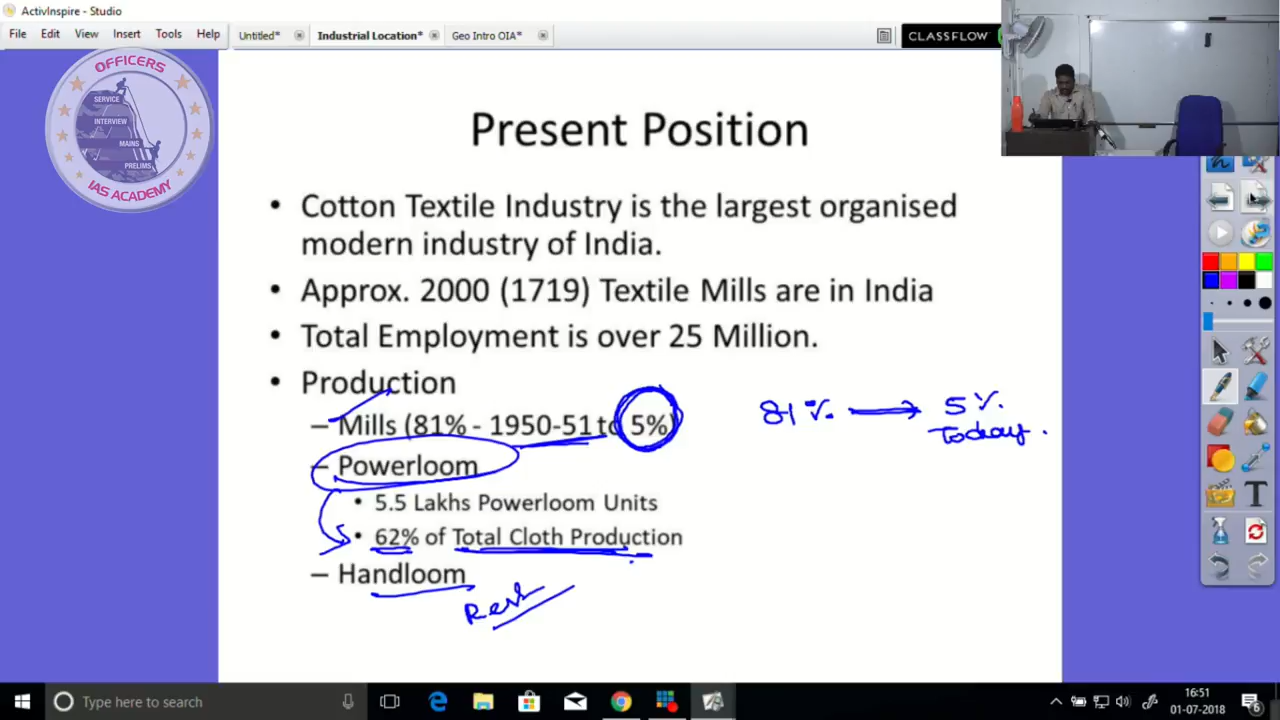 ActivInspire - Studio
File Edit View Insert Tools Help
Untitled* Industrial Location* Geo Intro OIA* CLASSFLOW
OFFICERS
SERVICE
INTERVIEW
MAINS
PRELIMS
IAS ACADEMY
Present Position
• Cotton Textile Industry is the largest organised
modern industry of India.
• Approx. 2000 (1719) Textile Mills are in India
• Total Employment is over 25 Million.
• Production
– Mills (81% - 1950-51 to 5%)
81% → 5%
Today.
– Powerloom
• 5.5 Lakhs Powerloom Units
• 62% of Total Cloth Production
– Handloom
Rest
Type here to search
16:51
01-07-2018
6